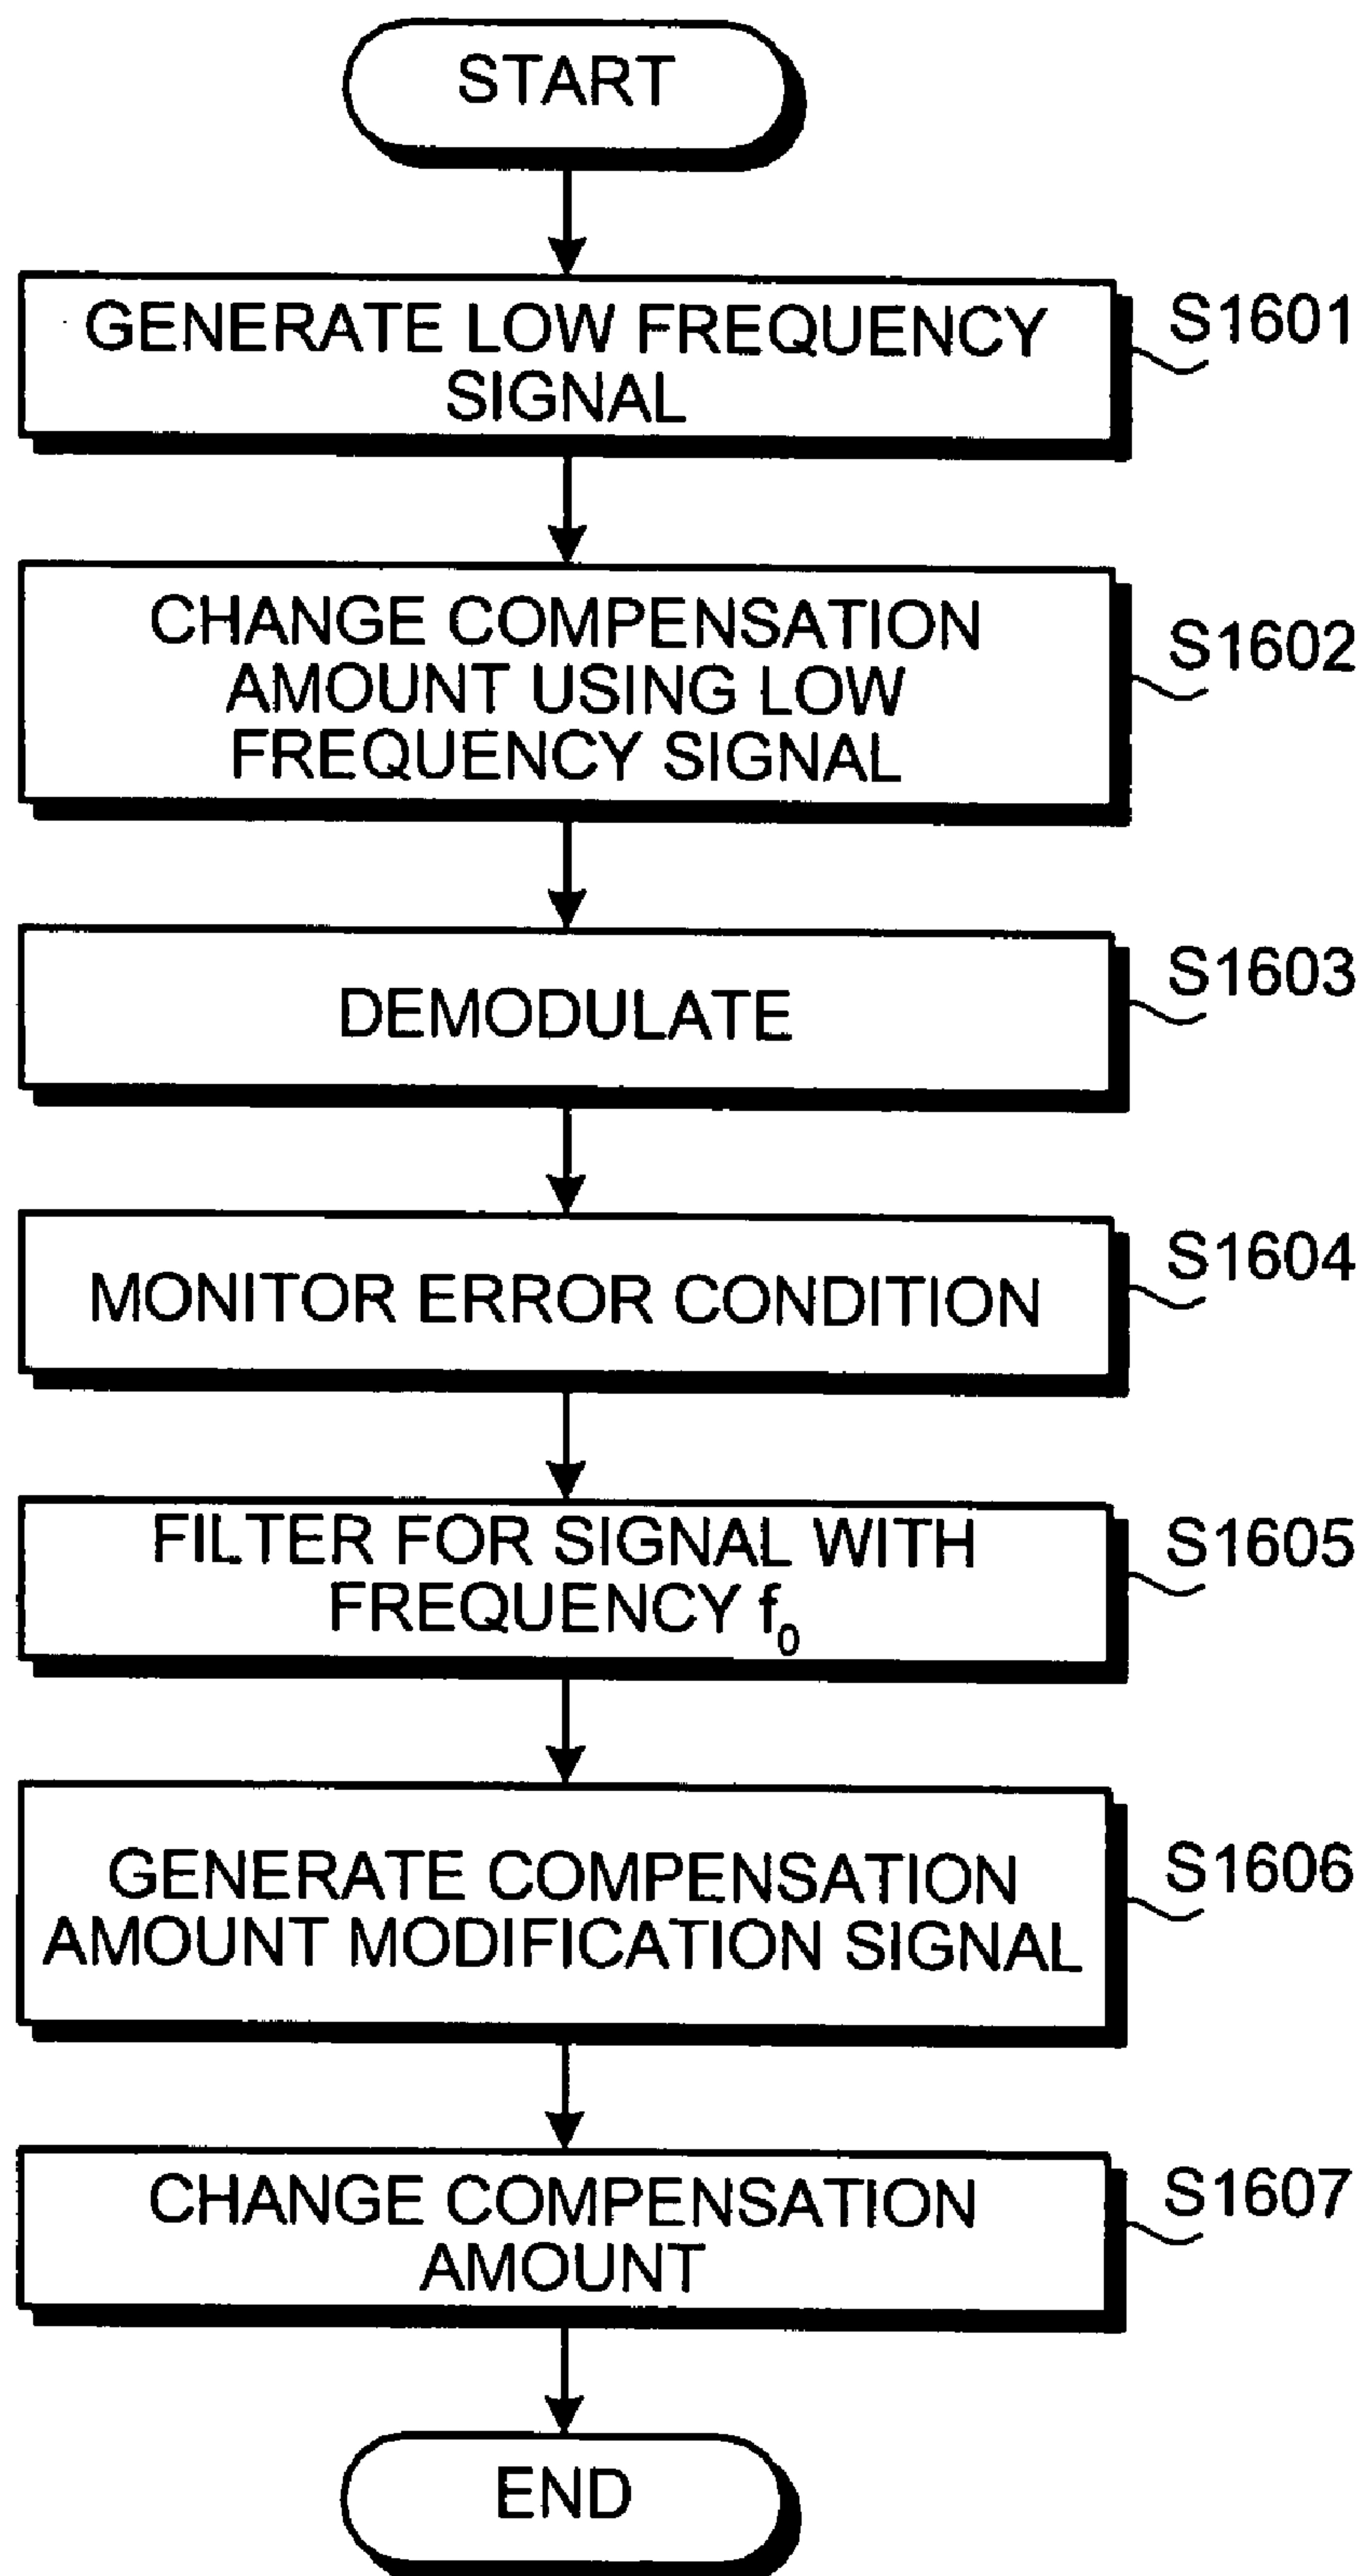 START
GENERATE LOW FREQUENCY
SIGNAL
S1601
CHANGE COMPENSATION
AMOUNT USING LOW
FREQUENCY SIGNAL
S1602
DEMODULATE
S1603
MONITOR ERROR CONDITION
S1604
FILTER FOR SIGNAL WITH
FREQUENCY f₀
S1605
GENERATE COMPENSATION
AMOUNT MODIFICATION SIGNAL
S1606
CHANGE COMPENSATION
AMOUNT
S1607
END